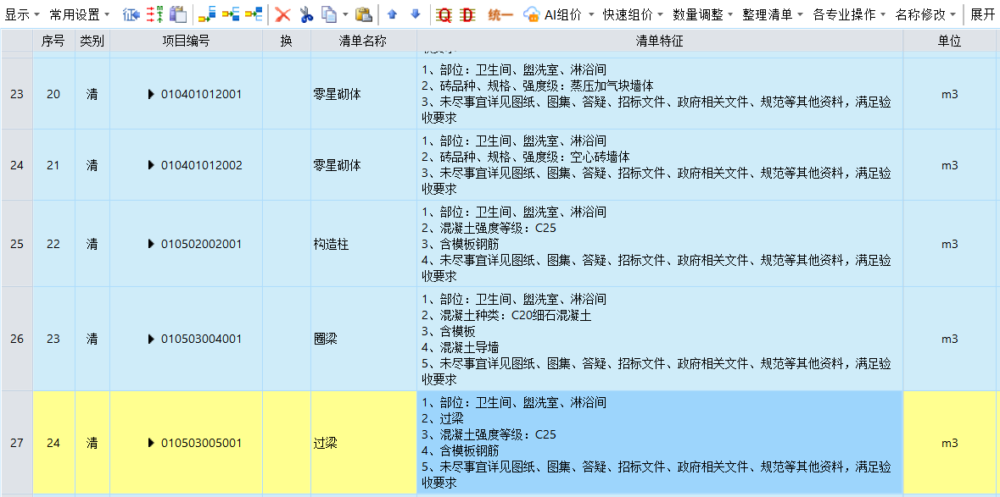 显示 常用设置 征 统一 AI组价 快速组价 数量调整 整理清单 各专业操作 名称修改 展开
序号 类别 项目编号 换 清单名称 清单特征 单位
23 20 清 010401012001 零星砌体 m3
1、部位：卫生间、盥洗室、淋浴间
2、砖品种、规格、强度级：蒸压加气块墙体
3、未尽事宜详见图纸、图集、答疑、招标文件、政府相关文件、规范等其他资料，满足验
收要求
24 21 清 010401012002 零星砌体 m3
1、部位：卫生间、盥洗室、淋浴间
2、砖品种、规格、强度级：空心砖墙体
3、未尽事宜详见图纸、图集、答疑、招标文件、政府相关文件、规范等其他资料，满足验
收要求
25 22 清 010502002001 构造柱 m3
1、部位：卫生间、盥洗室、淋浴间
2、混凝土强度等级：C25
3、含模板钢筋
4、未尽事宜详见图纸、图集、答疑、招标文件、政府相关文件、规范等其他资料，满足验
收要求
26 23 清 010503004001 圈梁 m3
1、部位：卫生间、盥洗室、淋浴间
2、混凝土种类：C20细石混凝土
3、含模板
4、混凝土导墙
5、未尽事宜详见图纸、图集、答疑、招标文件、政府相关文件、规范等其他资料，满足验
收要求
27 24 清 010503005001 过梁 m3
1、部位：卫生间、盥洗室、淋浴间
2、过梁
3、混凝土强度等级：C25
4、含模板钢筋
5、未尽事宜详见图纸、图集、答疑、招标文件、政府相关文件、规范等其他资料，满足验
收要求